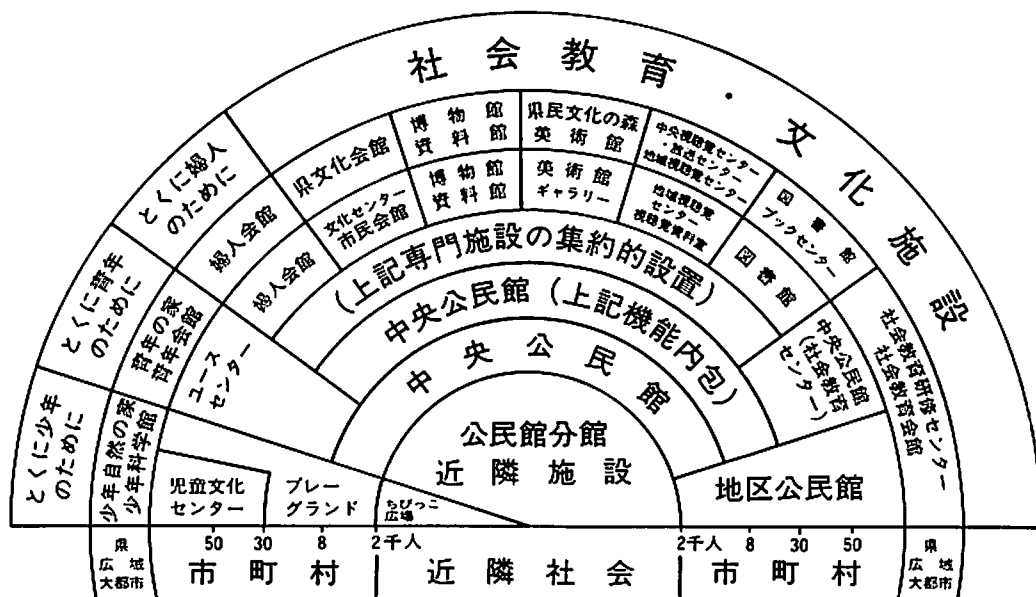 社会教育・文化施設
とくに婦人
のために
とくに青年
のために
とくに少年
のために
県文化会館
博物館
資料館
県民文化の森
美術館
中央視聴覚センター
・放送センター
地域視聴覚センター
図書館
ブックセンター
社会教育研修センター
社会教育会館
婦人会館
青年の家
青年会館
少年自然の家
少年科学館
文化センター
市民会館
博物館
資料館
美術館
ギャラリー
地域視聴覚
センター
視聴覚資料室
図書館
中央公民館
(社会教育
センター)
婦人会館
ユース
センター
(上記専門施設の集約的設置)
中央公民館(上記機能内包)
中央公民館
公民館分館
近隣施設
地区公民館
児童文化
センター
プレー
グランド
ちびっこ
広場
県
広域
大都市
50 30 8 2千人
2千人 8 30 50
県
広域
大都市
市町村
近隣社会
市町村